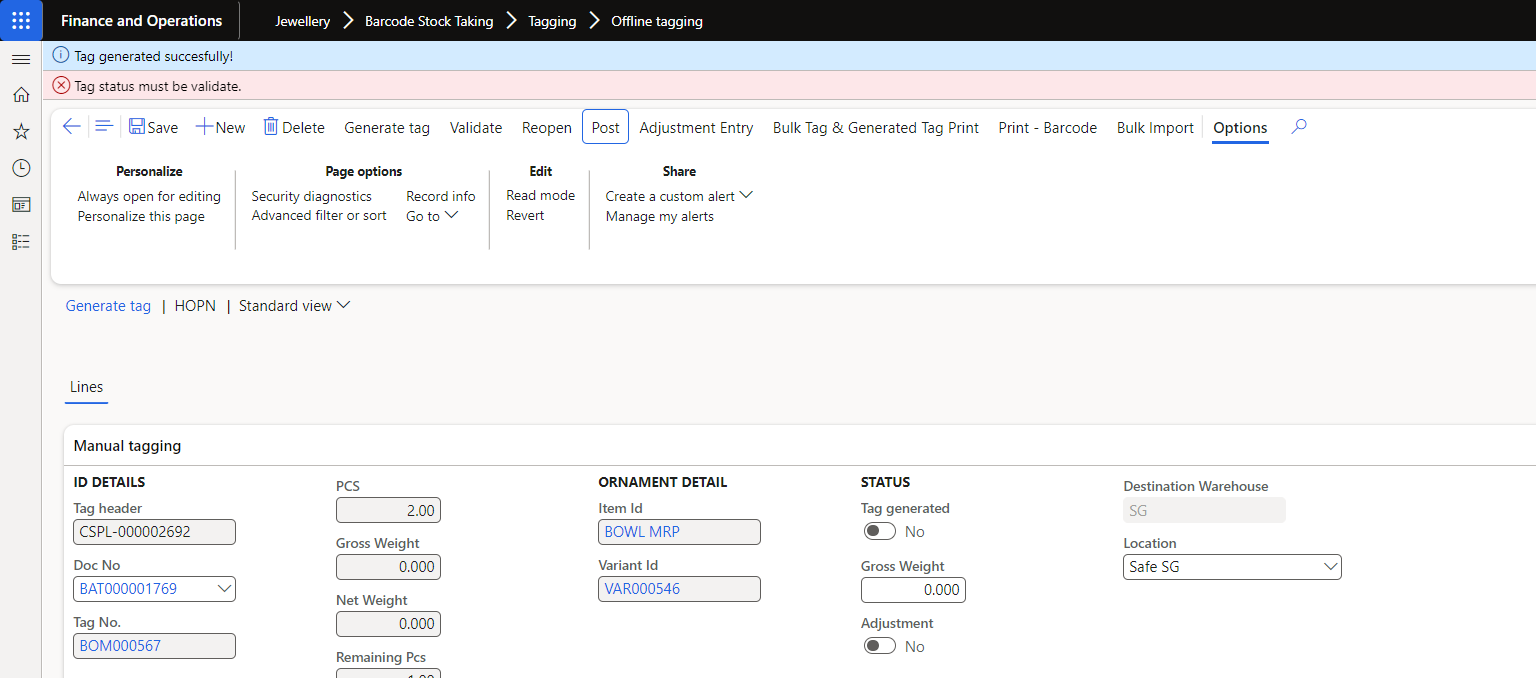 Finance and Operations Jewellery Barcode Stock Taking Tagging Offline tagging
Tag generated succesfully!
Tag status must be validate.
Save New Delete Generate tag Validate Reopen Post Adjustment Entry Bulk Tag & Generated Tag Print Print - Barcode Bulk Import Options
Personalize
Always open for editing
Personalize this page
Page options
Security diagnostics
Advanced filter or sort
Record info
Go to
Edit
Read mode
Revert
Share
Create a custom alert
Manage my alerts
Generate tag | HOPN | Standard view
Lines
Manual tagging
ID DETAILS
Tag header
CSPL-000002692
Doc No
BAT000001769
Tag No.
BOM000567
PCS
2.00
Gross Weight
0.000
Net Weight
0.000
Remaining Pcs
1.00
ORNAMENT DETAIL
Item Id
BOWL MRP
Variant Id
VAR000546
STATUS
Tag generated
No
Gross Weight
0.000
Adjustment
No
Destination Warehouse
SG
Location
Safe SG